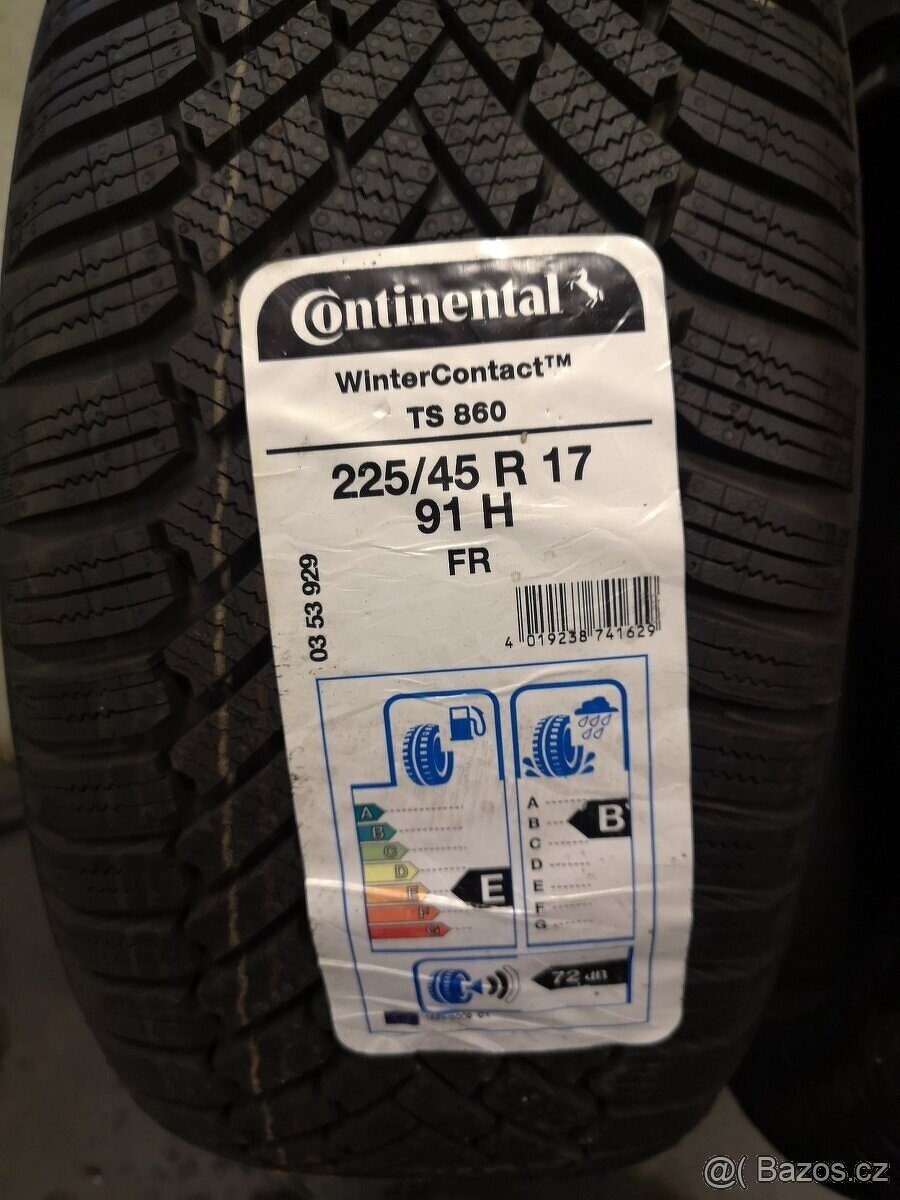 Continental
WinterContact™
TS 860
225/45 R 17
91 H
FR
03 53 929
4 019238 741629
A
B
C
D
E
F
G
E
A
B
C
D
E
F
G
B
72 dB
@( Bazos.cz